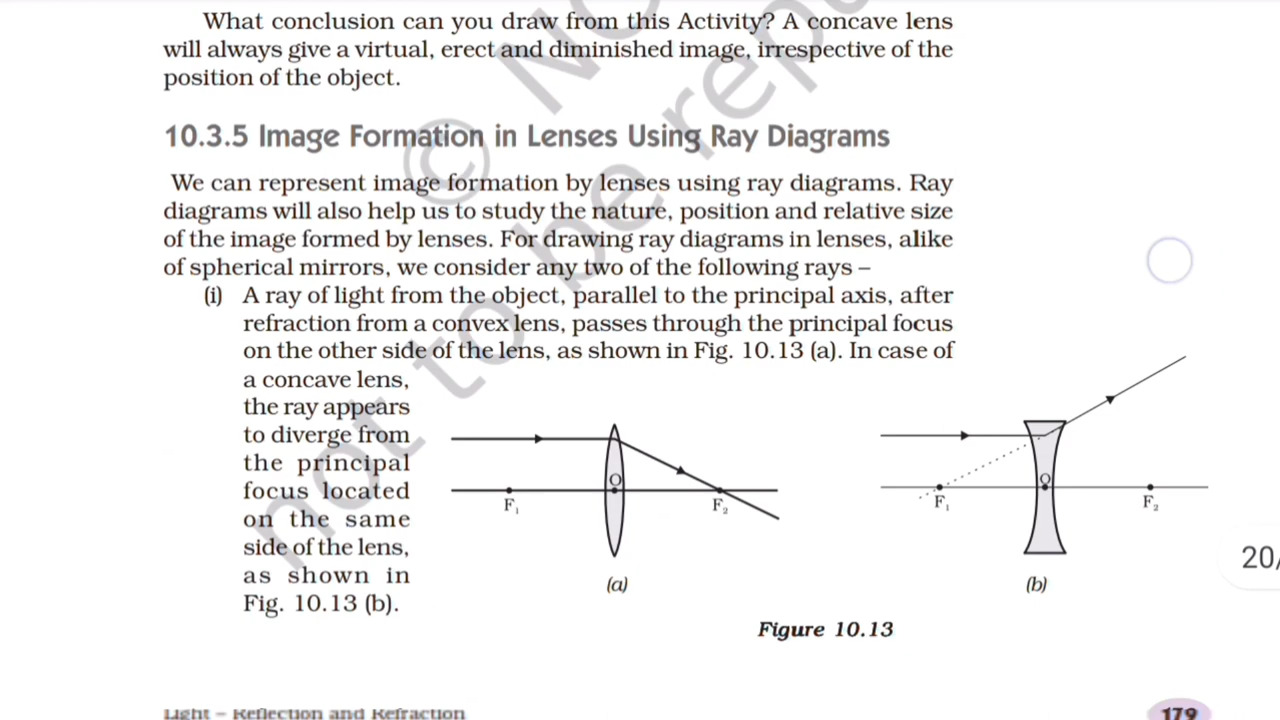 What conclusion can you draw from this Activity? A concave lens
will always give a virtual, erect and diminished image, irrespective of the
position of the object.
10.3.5 Image Formation in Lenses Using Ray Diagrams
We can represent image formation by lenses using ray diagrams. Ray
diagrams will also help us to study the nature, position and relative size
of the image formed by lenses. For drawing ray diagrams in lenses, alike
of spherical mirrors, we consider any two of the following rays –
(i) A ray of light from the object, parallel to the principal axis, after
refraction from a convex lens, passes through the principal focus
on the other side of the lens, as shown in Fig. 10.13 (a). In case of
a concave lens,
the ray appears
to diverge from
the principal
focus located
on the same
side of the lens,
as shown in
Fig. 10.13 (b).
O
F₁
F₂
(a)
O
F₁
F₂
(b)
Figure 10.13
20/
Light – Reflection and Refraction
179
© NO
not to be repu